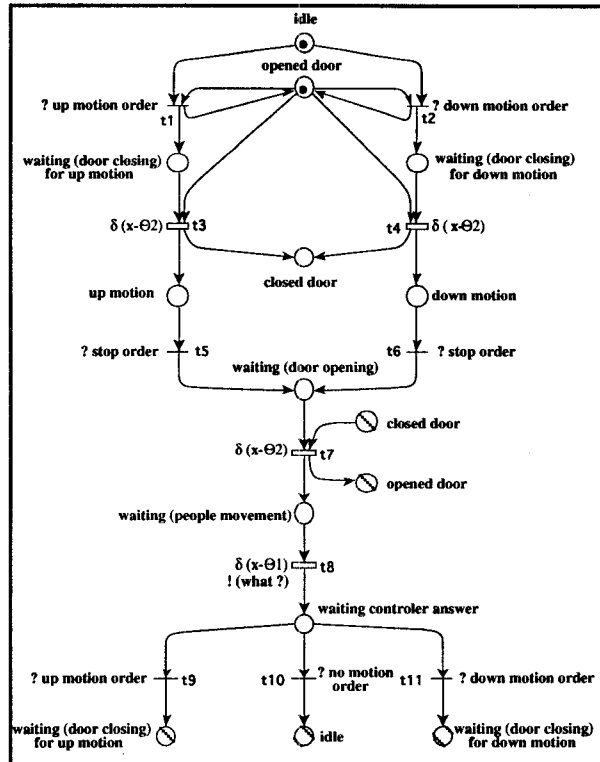 idle
opened door
? up motion order
t1
t2
? down motion order
waiting (door closing)
for up motion
waiting (door closing)
for down motion
δ (x-Θ2)
t3
t4
δ (x-Θ2)
closed door
up motion
down motion
? stop order
t5
t6
? stop order
waiting (door opening)
closed door
δ (x-Θ2)
t7
opened door
waiting (people movement)
δ (x-Θ1)
t8
! (what ?)
waiting controler answer
? up motion order
t9
t10
? no motion
order
t11
? down motion order
waiting (door closing)
for up motion
idle
waiting (door closing)
for down motion